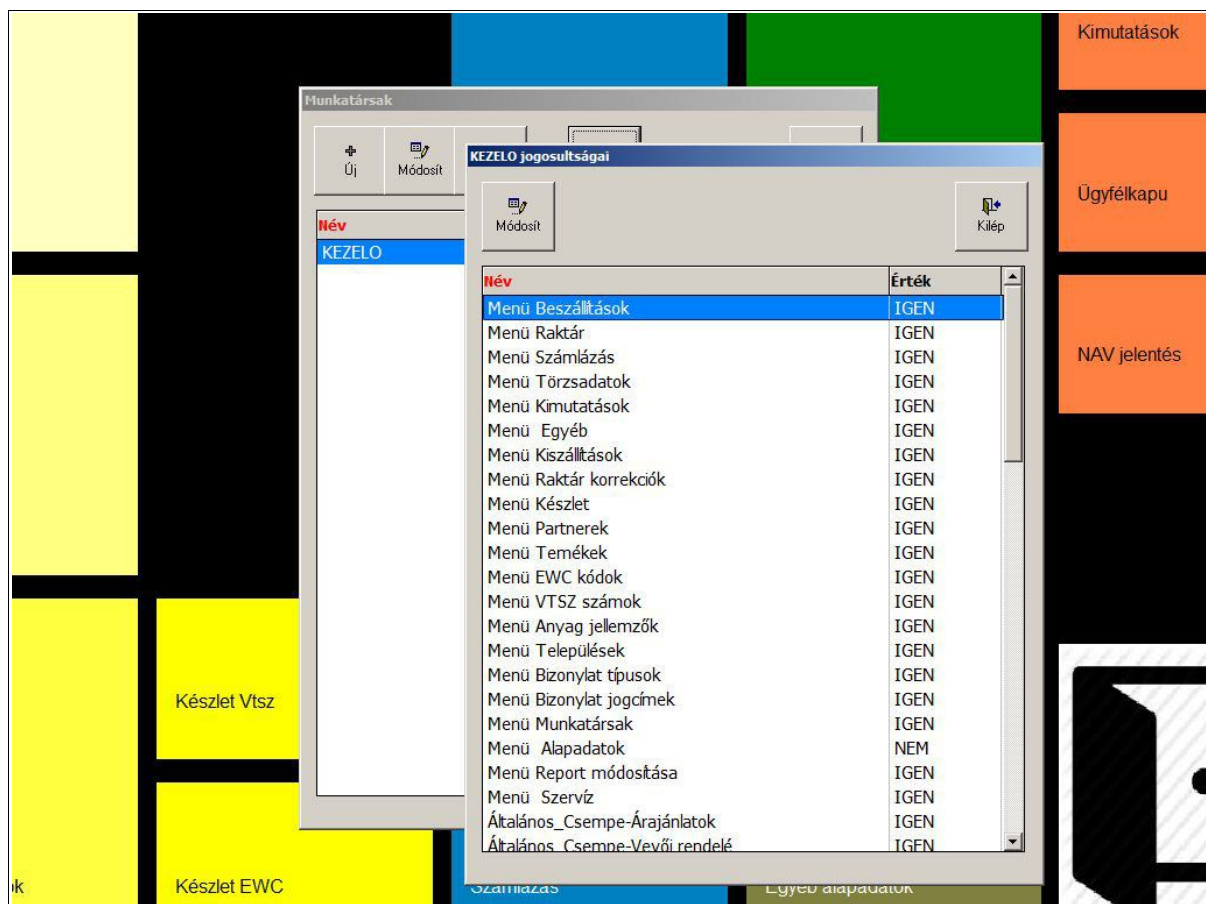 Kimutatások
Munkatársak
Új
Módosít
KEZELO jogosultságai
Módosít
Kilép
Ügyfélkapu
Név
KEZELO
Név Érték
Menü Beszállítások IGEN
Menü Raktár IGEN
Menü Számlázás IGEN
Menü Törzsadatok IGEN
Menü Kimutatások IGEN
Menü  Egyéb IGEN
Menü Kiszállítások IGEN
Menü Raktár korrekciók IGEN
Menü Készlet IGEN
Menü Partnerek IGEN
Menü Temékek IGEN
Menü EWC kódok IGEN
Menü VTSZ számok IGEN
Menü Anyag jellemzők IGEN
Menü Települések IGEN
Menü Bizonylat típusok IGEN
Menü Bizonylat jogcímek IGEN
Menü Munkatársak IGEN
Menü  Alapadatok NEM
Menü Report módosítása IGEN
Menü  Szervíz IGEN
Általános_Csempe-Árajánlatok IGEN
Általános_Csempe-Vevői rendelé IGEN
NAV jelentés
Készlet Vtsz
ok
Készlet EWC
Számlázás
Egyéb alapadatok